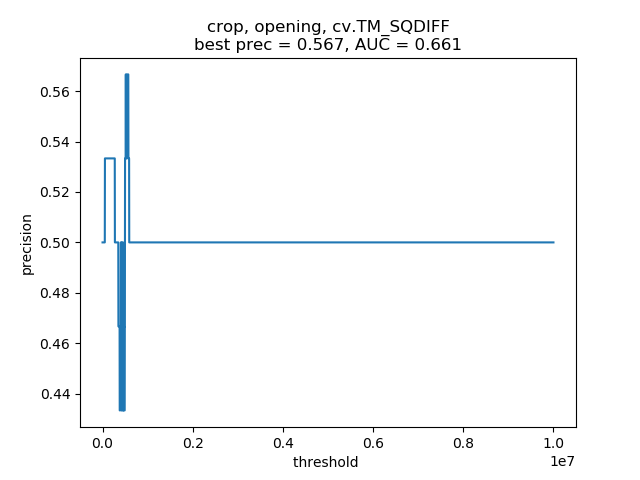 crop, opening, cv.TM_SQDIFF
best prec = 0.567, AUC = 0.661
precision
0.56
0.54
0.52
0.50
0.48
0.46
0.44
0.0 0.2 0.4 0.6 0.8 1.0
1e7
threshold